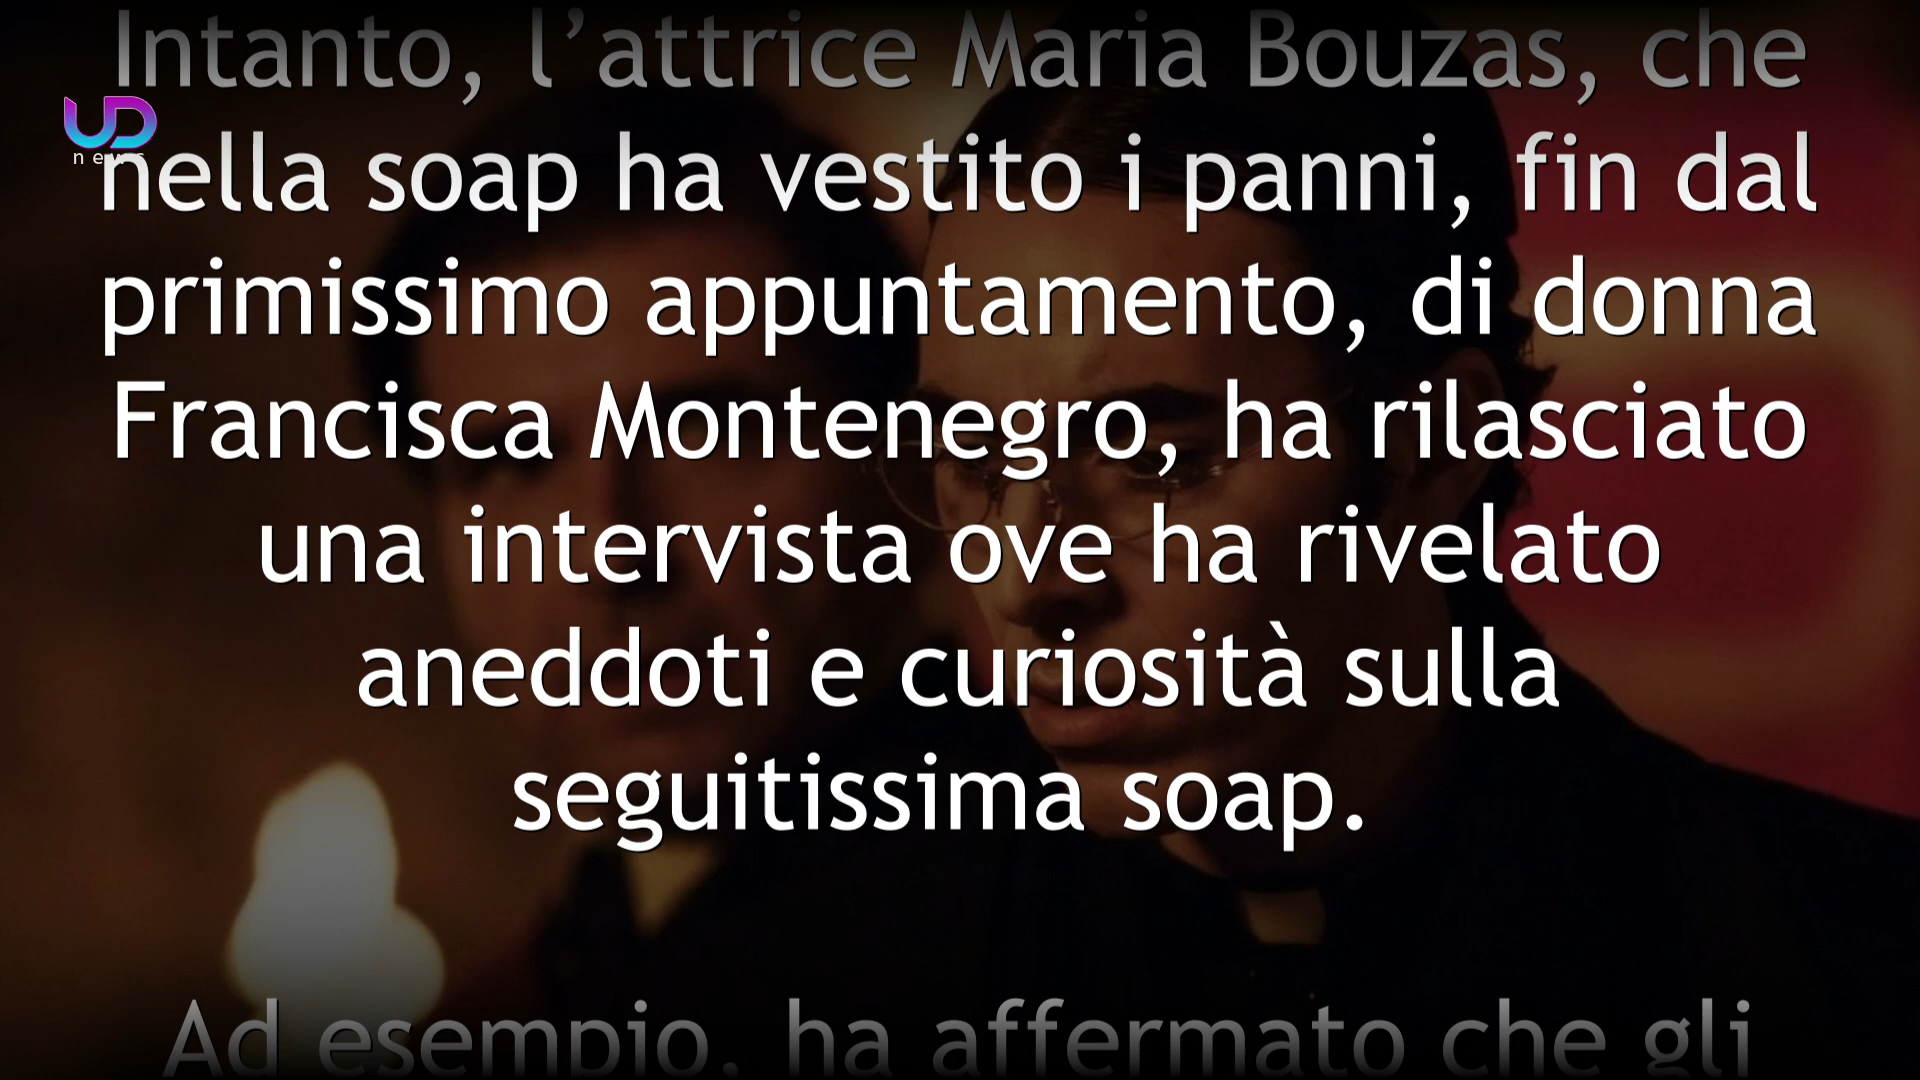 Intanto, l’attrice Maria Bouzas, che
UD
news
nella soap ha vestito i panni, fin dal
primissimo appuntamento, di donna
Francisca Montenegro, ha rilasciato
una intervista ove ha rivelato
aneddoti e curiosità sulla
seguitissima soap.
Ad esempio, ha affermato che gli